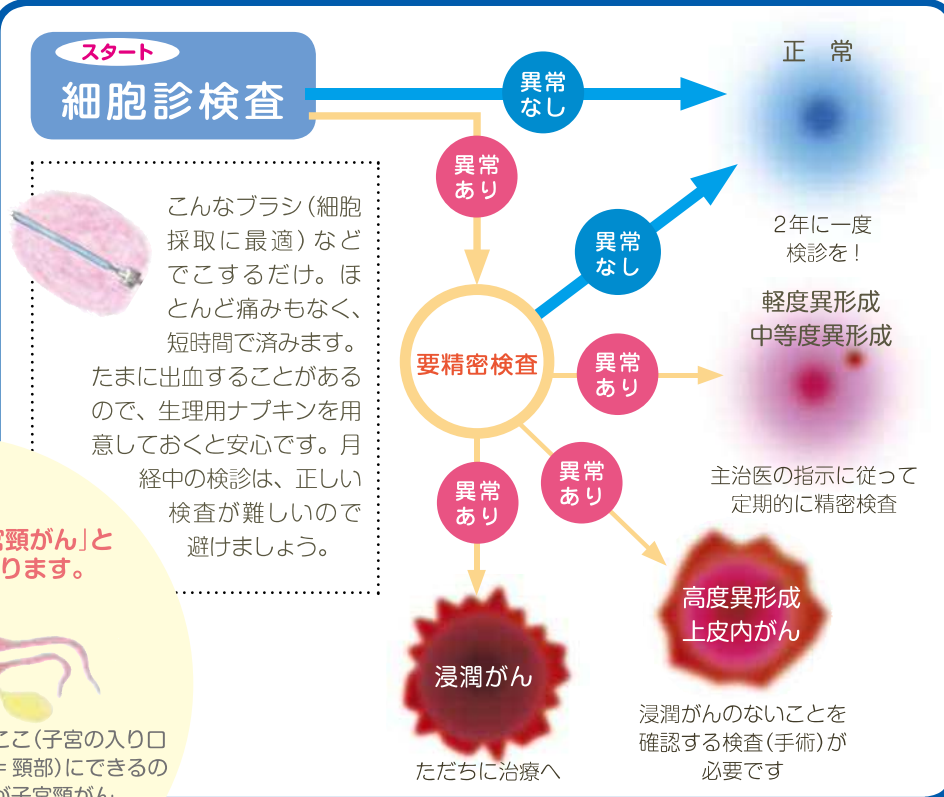 スタート
細胞診検査
異常
なし
正 常
2年に一度
検診を!
異常
あり
こんなブラシ(細胞
採取に最適)など
でこするだけ。ほ
とんど痛みもなく、
短時間で済みます。
たまに出血することがある
ので、生理用ナプキンを用
意しておくと安心です。月
経中の検診は、正しい
検査が難しいので
避けましょう。
要精密検査
異常
なし
異常
あり
軽度異形成
中等度異形成
主治医の指示に従って
定期的に精密検査
異常
あり
高度異形成
上皮内がん
浸潤がんのないことを
確認する検査(手術)が
必要です
異常
あり
浸潤がん
ただちに治療へ
宮頸がん」と
ります。
ここ(子宮の入り口
=頸部)にできるの
が子宮頸がん